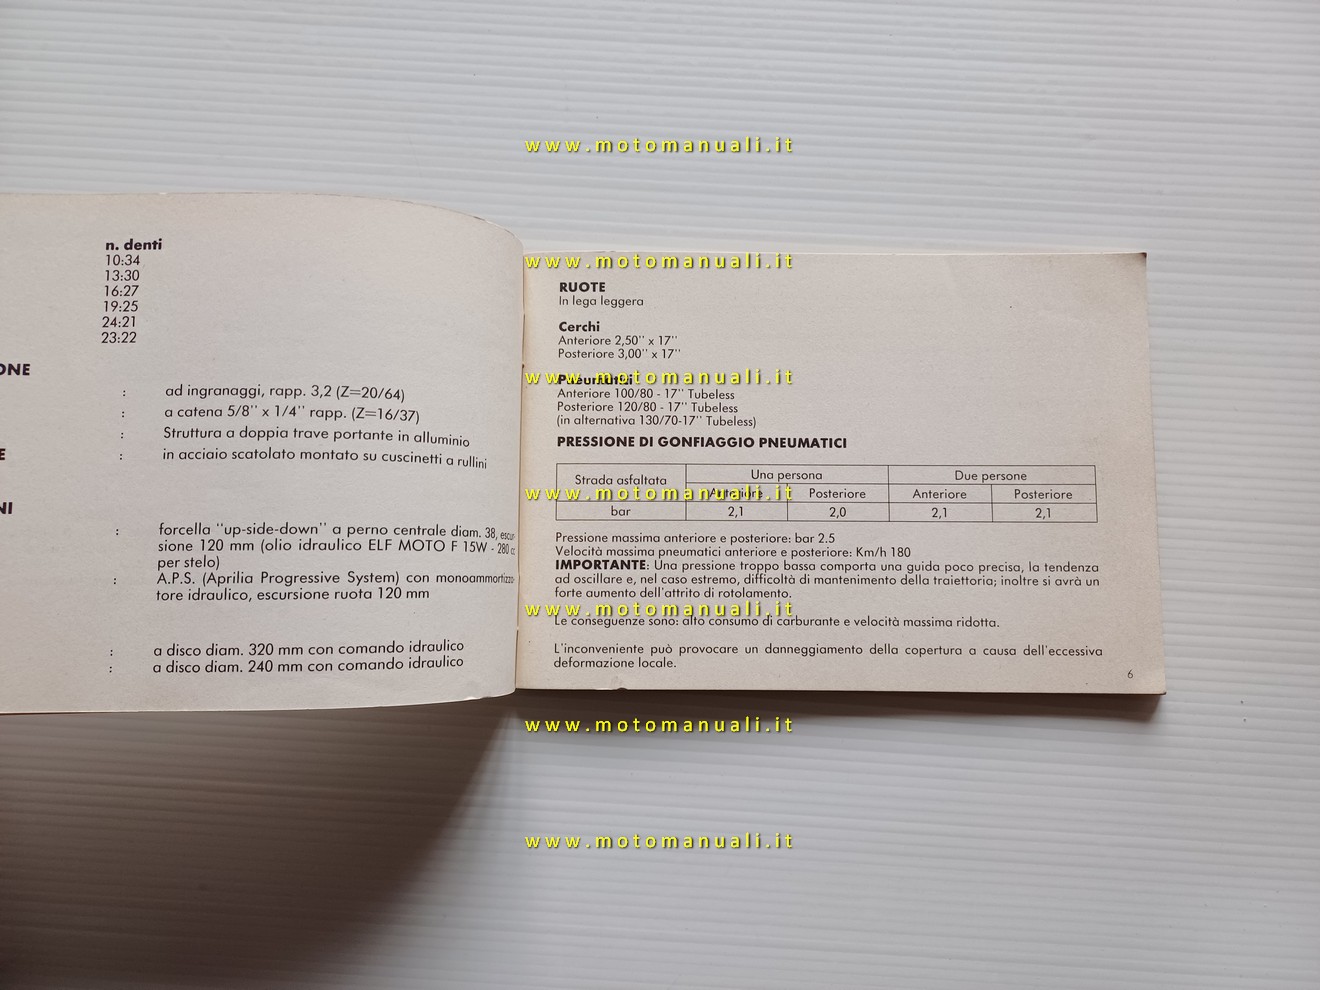 www.motomanuali.it
n. denti
10:34
13:30
16:27
19:25
24:21
23:22
ONE
: ad ingranaggi, rapp. 3,2 (Z=20/64)
: a catena 5/8'' x 1/4'' rapp. (Z=16/37)
: Struttura a doppia trave portante in alluminio
E : in acciaio scatolato montato su cuscinetti a rullini
NI
: forcella "up-side-down" a perno centrale diam. 38, escur-
sione 120 mm (olio idraulico ELF MOTO F 15W - 280 cc
per stelo)
: A.P.S. (Aprilia Progressive System) con monoammortizza-
tore idraulico, escursione ruota 120 mm
: a disco diam. 320 mm con comando idraulico
: a disco diam. 240 mm con comando idraulico
www.motomanuali.it
RUOTE
In lega leggera
Cerchi
Anteriore 2,50'' x 17''
Posteriore 3,00'' x 17''
www.motomanuali.it
Pneumatici
Anteriore 100/80 - 17'' Tubeless
Posteriore 120/80 - 17'' Tubeless
(in alternativa 130/70-17'' Tubeless)
PRESSIONE DI GONFIAGGIO PNEUMATICI
Strada asfaltata Una persona Due persone
Anteriore Posteriore Anteriore Posteriore
www.motomanuali.it
bar 2,1 2,0 2,1 2,1
Pressione massima anteriore e posteriore: bar 2.5
Velocità massima pneumatici anteriore e posteriore: Km/h 180
IMPORTANTE: Una pressione troppo bassa comporta una guida poco precisa, la tendenza
ad oscillare e, nel caso estremo, difficoltà di mantenimento della traiettoria; inoltre si avrà un
forte aumento dell'attrito di rotolamento.
www.motomanuali.it
Le conseguenze sono: alto consumo di carburante e velocità massima ridotta.
L'inconveniente può provocare un danneggiamento della copertura a causa dell'eccessiva
deformazione locale.
6
www.motomanuali.it
www.motomanuali.it